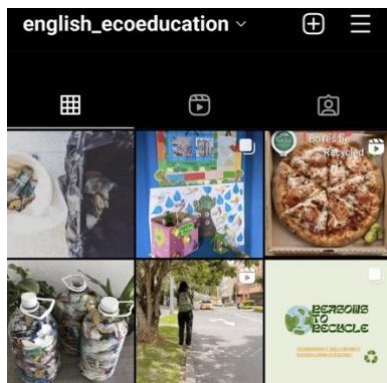 english_ecoeducation
Boxes be
Recycled
REASONS
TO
RECYCLE